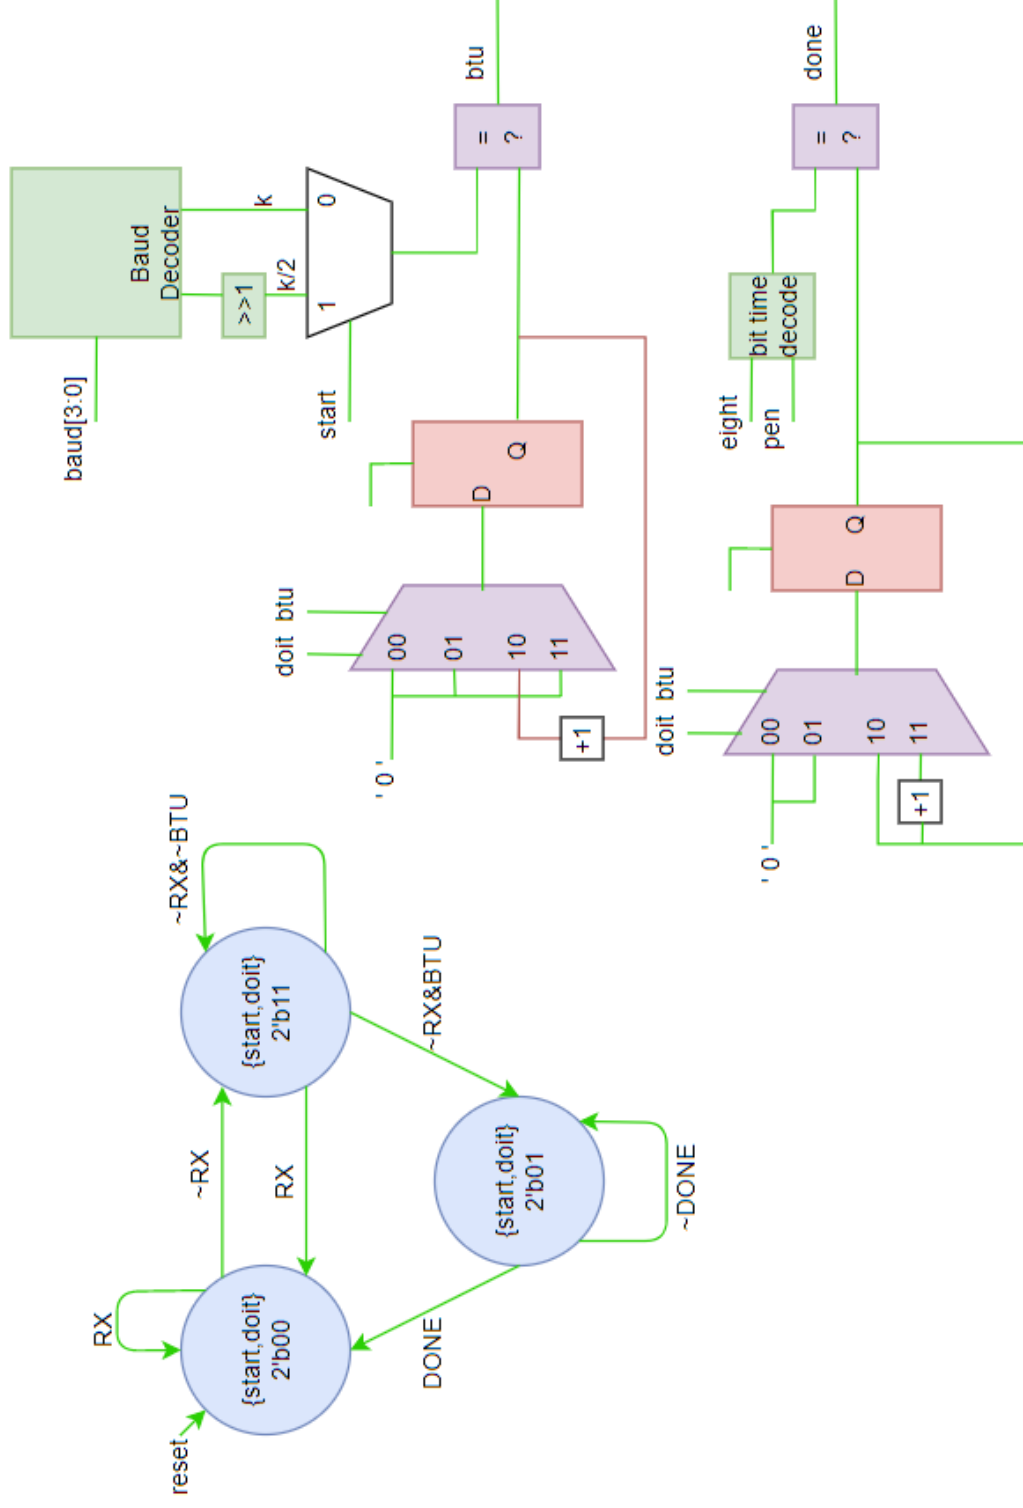 reset
RX
{start,doit}
2'b00
~RX
RX
{start,doit}
2'b11
~RX&~BTU
~RX&BTU
DONE
{start,doit}
2'b01
~DONE
baud[3:0]
Baud
Decoder
>>1
k
k/2
1
0
start
= 
?
btu
doit
btu
00
01
10
11
' 0 '
+1
D
Q
eight
pen
bit time
decode
=
?
done
doit
btu
00
01
10
11
' 0 '
+1
D
Q